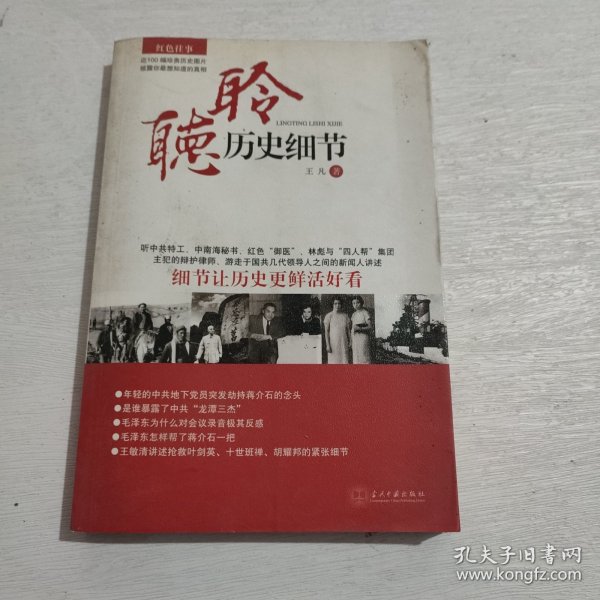 红色往事
近100幅珍贵历史图片
披露你最想知道的真相
聆
聽
LINGTING LISHI XIJIE
历史细节
王 凡 著
听中共特工、中南海秘书、红色“御医”、林彪与“四人帮”集团
主犯的辩护律师、游走于国共几代领导人之间的新闻人讲述
细节让历史更鲜活好看
●年轻的中共地下党员突发劫持蒋介石的念头
●是谁暴露了中共“龙潭三杰”
●毛泽东为什么对会议录音极其反感
●毛泽东怎样帮了蒋介石一把
●王敏清讲述抢救叶剑英、十世班禅、胡耀邦的紧张细节
当代中国出版社
孔夫子旧书网
www.kongfz.com